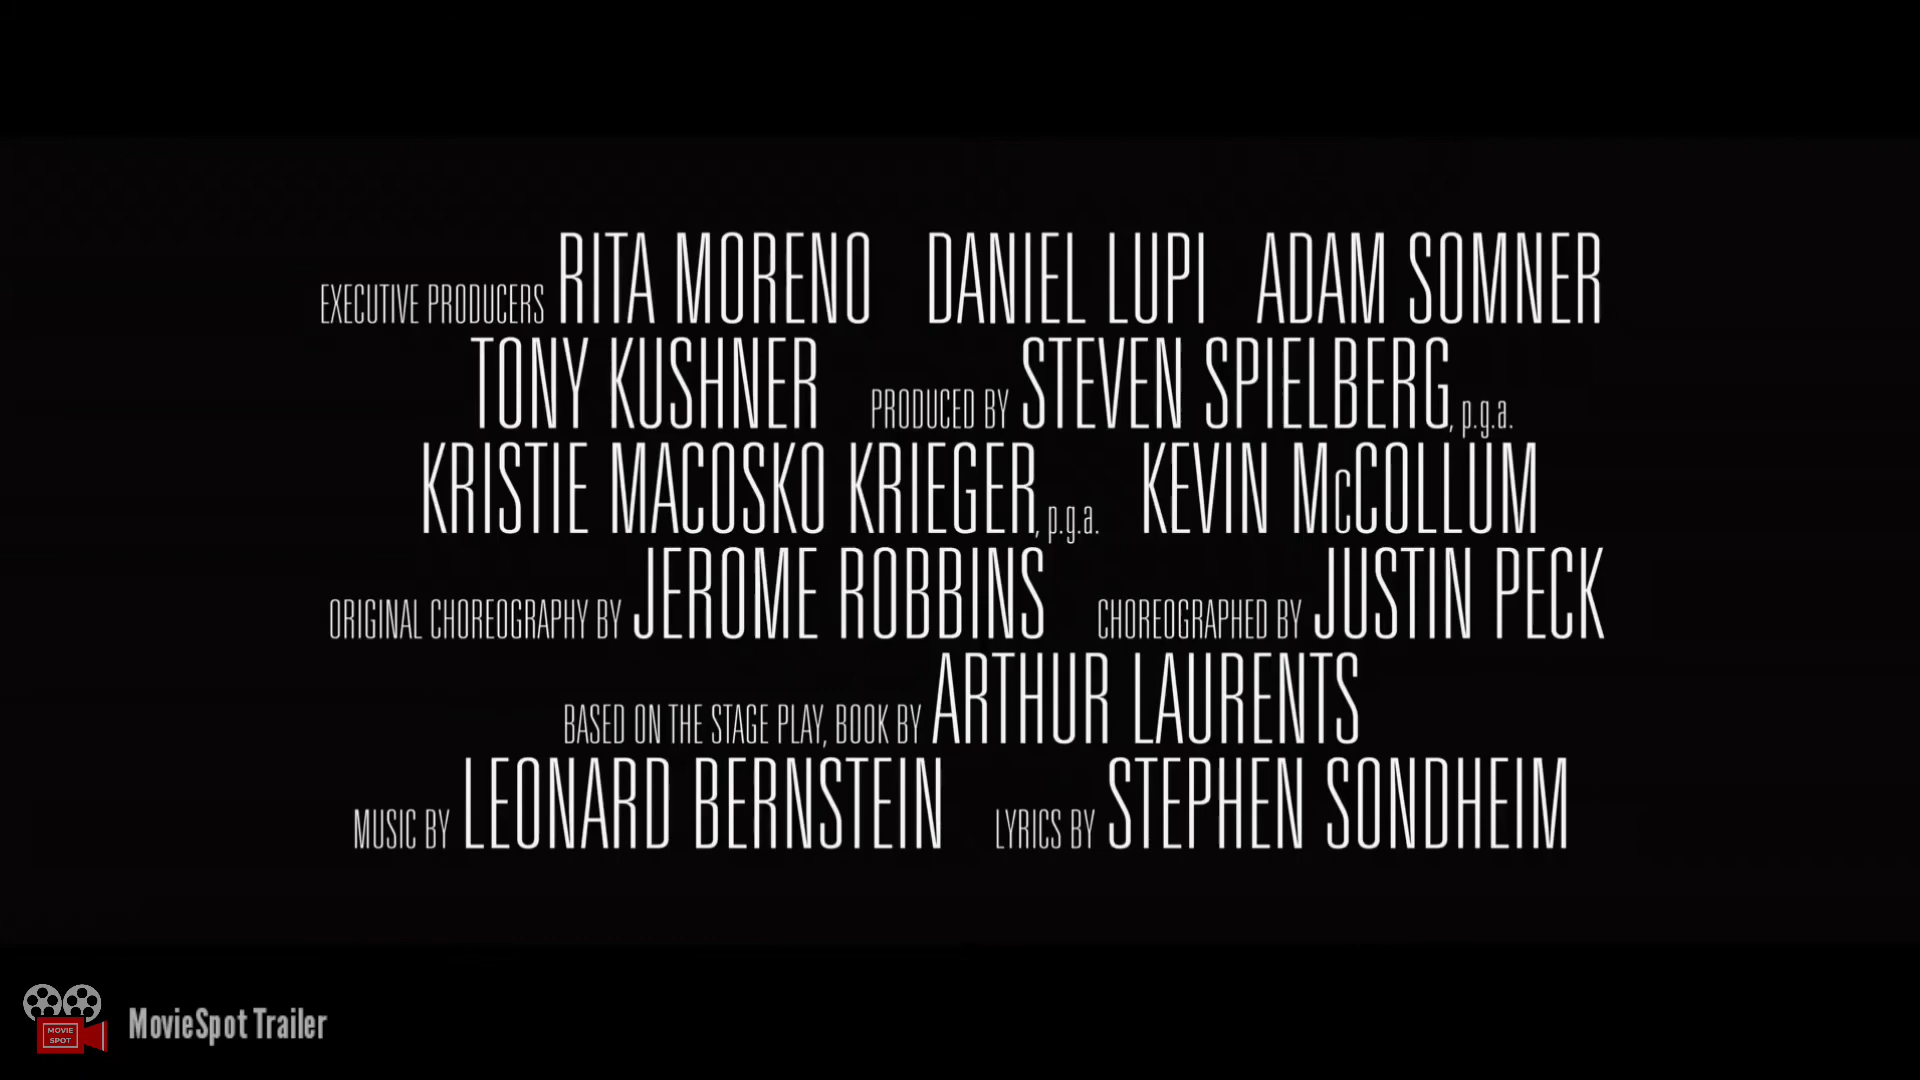 EXECUTIVE PRODUCERS RITA MORENO DANIEL LUPI ADAM SOMNER
TONY KUSHNER PRODUCED BY STEVEN SPIELBERG, p.g.a.
KRISTIE MACOSKO KRIEGER, p.g.a. KEVIN McCOLLUM
ORIGINAL CHOREOGRAPHY BY JEROME ROBBINS CHOREOGRAPHED BY JUSTIN PECK
BASED ON THE STAGE PLAY, BOOK BY ARTHUR LAURENTS
MUSIC BY LEONARD BERNSTEIN LYRICS BY STEPHEN SONDHEIM
MOVIE
SPOT
MovieSpot Trailer